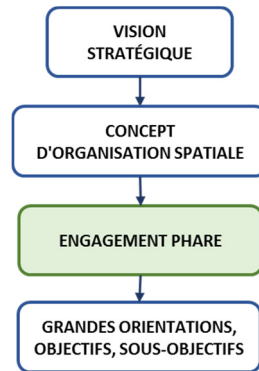 VISION
STRATÉGIQUE
CONCEPT
D'ORGANISATION SPATIALE
ENGAGEMENT PHARE
GRANDES ORIENTATIONS,
OBJECTIFS, SOUS-OBJECTIFS